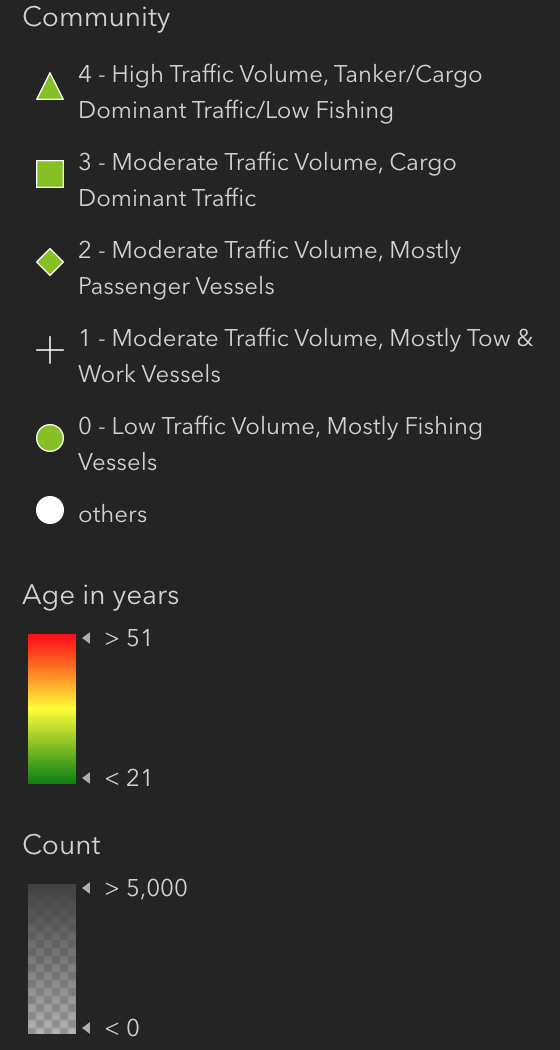 Community
4 - High Traffic Volume, Tanker/Cargo
Dominant Traffic/Low Fishing
3 - Moderate Traffic Volume, Cargo
Dominant Traffic
2 - Moderate Traffic Volume, Mostly
Passenger Vessels
1 - Moderate Traffic Volume, Mostly Tow &
Work Vessels
0 - Low Traffic Volume, Mostly Fishing
Vessels
others
Age in years
> 51
< 21
Count
> 5,000
< 0